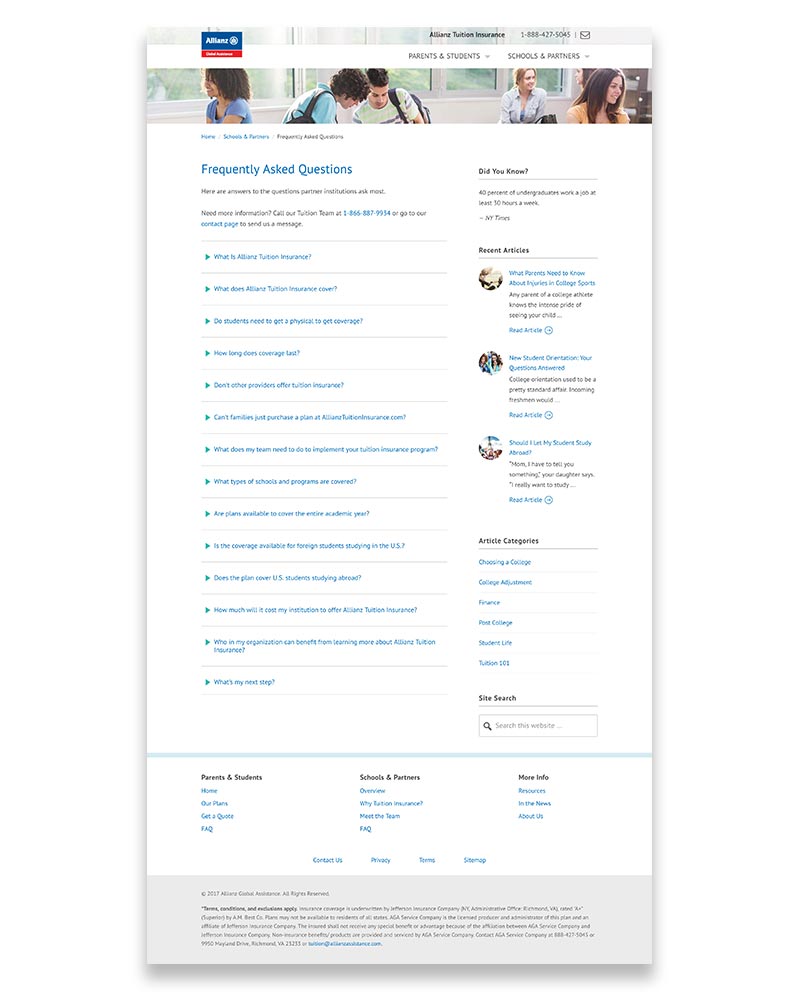 Allianz
Global Assistance
Allianz Tuition Insurance 1-888-427-5045 |
PARENTS & STUDENTS SCHOOLS & PARTNERS
Home / Schools & Partners / Frequently Asked Questions
Frequently Asked Questions
Here are answers to the questions partner institutions ask most.
Need more information? Call our Tuition Team at 1-866-887-9934 or go to our
contact page to send us a message.
What Is Allianz Tuition Insurance?
What does Allianz Tuition Insurance cover?
Do students need to get a physical to get coverage?
How long does coverage last?
Don't other providers offer tuition insurance?
Can't families just purchase a plan at AllianzTuitionInsurance.com?
What does my team need to do to implement your tuition insurance program?
What types of schools and programs are covered?
Are plans available to cover the entire academic year?
Is the coverage available for foreign students studying in the U.S.?
Does the plan cover U.S. students studying abroad?
How much will it cost my institution to offer Allianz Tuition Insurance?
Who in my organization can benefit from learning more about Allianz Tuition
Insurance?
What's my next step?
Did You Know?
40 percent of undergraduates work a job at
least 30 hours a week.
— NY Times
Recent Articles
What Parents Need to Know
About Injuries in College Sports
Any parent of a college athlete
knows the intense pride of
seeing your child ...
Read Article
New Student Orientation: Your
Questions Answered
College orientation used to be a
pretty standard affair. Incoming
freshmen would ...
Read Article
Should I Let My Student Study
Abroad?
"Mom, I have to tell you
something," your daughter says.
"I really want to study ...
Read Article
Article Categories
Choosing a College
College Adjustment
Finance
Post College
Student Life
Tuition 101
Site Search
Search this website ...
Parents & Students
Home
Our Plans
Get a Quote
FAQ
Schools & Partners
Overview
Why Tuition Insurance?
Meet the Team
FAQ
More Info
Resources
In the News
About Us
Contact Us Privacy Terms Sitemap
© 2017 Allianz Global Assistance. All Rights Reserved.
*Terms, conditions, and exclusions apply. Insurance coverage is underwritten by Jefferson Insurance Company (NY, Administrative Office: Richmond, VA), rated "A+"
(Superior) by A.M. Best Co. Plans may not be available to residents of all states. AGA Service Company is the licensed producer and administrator of this plan and an
affiliate of Jefferson Insurance Company. The insured shall not receive any special benefit or advantage because of the affiliation between AGA Service Company and
Jefferson Insurance Company. Non-insurance benefits/ products are provided and serviced by AGA Service Company. Contact AGA Service Company at 888-427-5045 or
9950 Mayland Drive, Richmond, VA 23233 or tuition@allianzassistance.com.